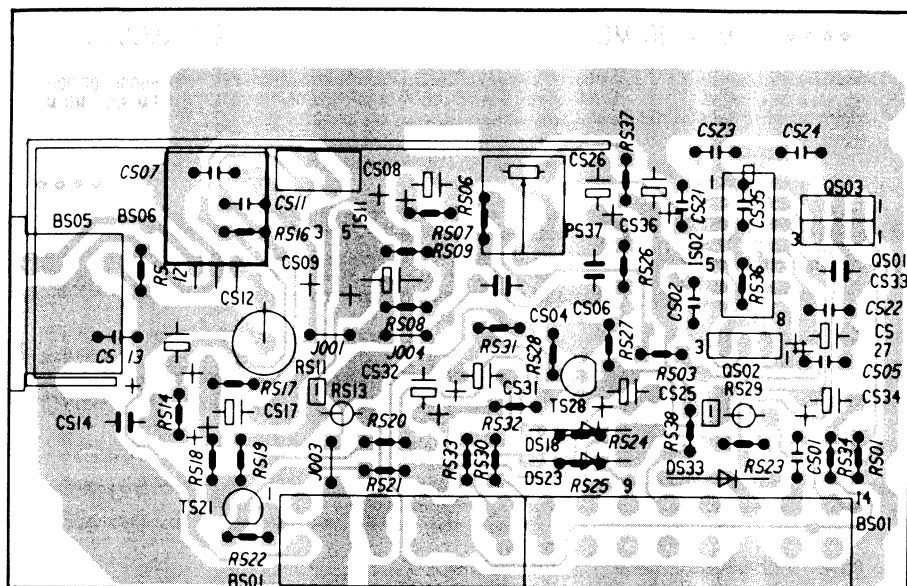 RS37
CS23
CS24
CS07
CS08
CS26
BS05
BS06
CS11
IS11
RS06
CS21
CS35
QS03
1
RS16
3 5
RS07
PS37
CS36
IS02
3
1
RS09
RS26
QS01
CS09
5
RS36
CS33
RS
12
CS12
CS06
CS02
CS22
RS08
CS04
RS27
8
CS
27
CS 13
J001
J004
RS31
RS28
3
1
RS11
CS32
RS03
QS02
CS05
RS17
RS13
CS31
TS28
CS25
RS29
CS34
CS14
RS14
CS17
RS32
RS20
DS18
RS24
RS38
RS18
RS19
J003
RS33
RS30
DS23
DS33
RS23
CS01
RS34
RS01
RS21
RS25
9
14
TS21
1
BS01
RS22
BS01